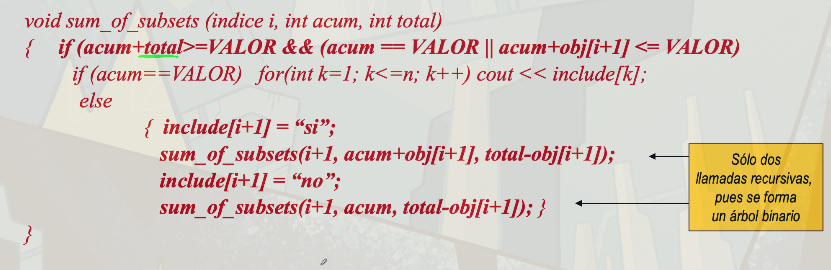 void sum_of_subsets (indice i, int acum, int total)
{ if (acum+total>=VALOR && (acum == VALOR || acum+obj[i+1] <= VALOR)
if (acum==VALOR) for(int k=1; k<=n; k++) cout << include[k];
else
{ include[i+1] = “si”;
sum_of_subsets(i+1, acum+obj[i+1], total-obj[i+1]);
include[i+1] = “no”;
sum_of_subsets(i+1, acum, total-obj[i+1]); }
}
Sólo dos
llamadas recursivas,
pues se forma
un árbol binario